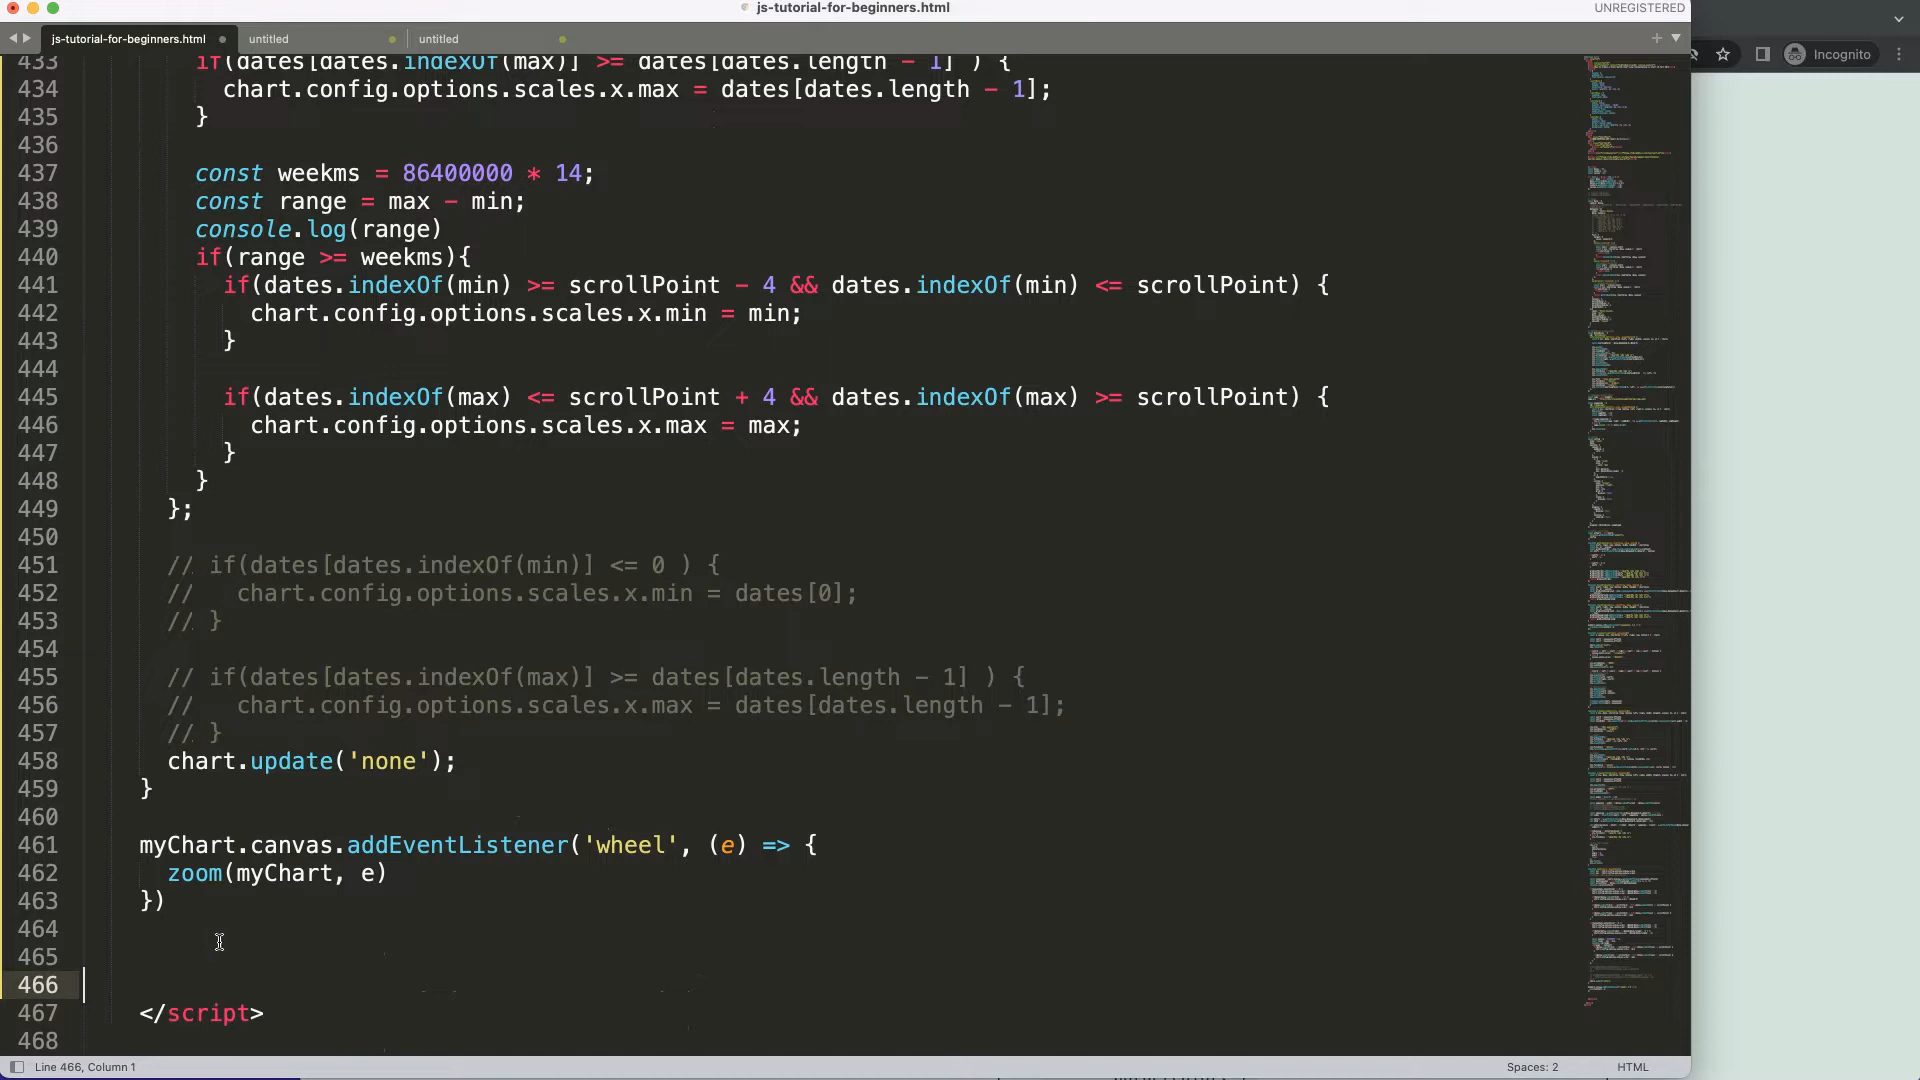 js-tutorial-for-beginners.html
UNREGISTERED
js-tutorial-for-beginners.html
untitled
untitled
Incognito
433 if(dates[dates.indexOf(max)] >= dates[dates.length - 1] ) {
434 chart.config.options.scales.x.max = dates[dates.length - 1];
435 }
436
437 const weekms = 86400000 * 14;
438 const range = max - min;
439 console.log(range)
440 if(range >= weekms){
441 if(dates.indexOf(min) >= scrollPoint - 4 && dates.indexOf(min) <= scrollPoint) {
442 chart.config.options.scales.x.min = min;
443 }
444
445 if(dates.indexOf(max) <= scrollPoint + 4 && dates.indexOf(max) >= scrollPoint) {
446 chart.config.options.scales.x.max = max;
447 }
448 }
449 };
450
451 // if(dates[dates.indexOf(min)] <= 0 ) {
452 // chart.config.options.scales.x.min = dates[0];
453 // }
454
455 // if(dates[dates.indexOf(max)] >= dates[dates.length - 1] ) {
456 // chart.config.options.scales.x.max = dates[dates.length - 1];
457 // }
458 chart.update('none');
459 }
460
461 myChart.canvas.addEventListener('wheel', (e) => {
462 zoom(myChart, e)
463 })
464
465
466
467 </script>
468
Line 466, Column 1
Spaces: 2
HTML